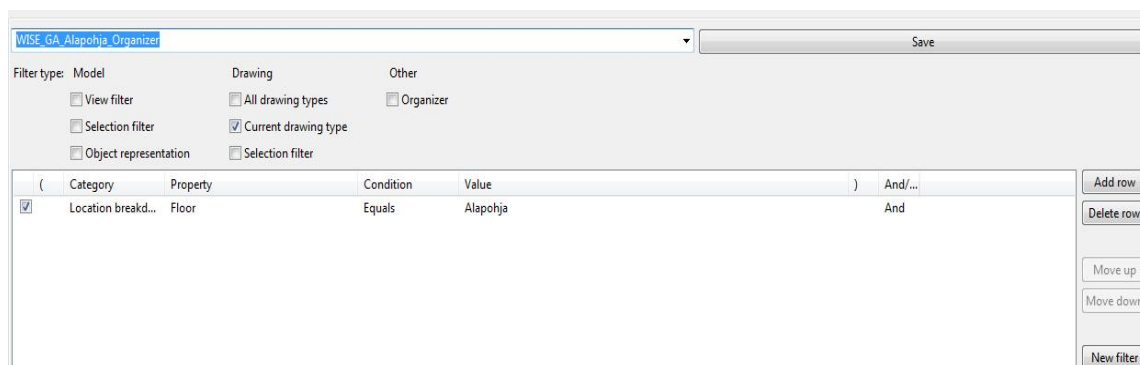 WISE_GA_Alapohja_Organizer Save
Filter type: Model Drawing Other
View filter All drawing types Organizer
Selection filter Current drawing type
Object representation Selection filter
( Category Property Condition Value ) And/...
Location breakd... Floor Equals Alapohja And
Add row
Delete row
Move up
Move down
New filter